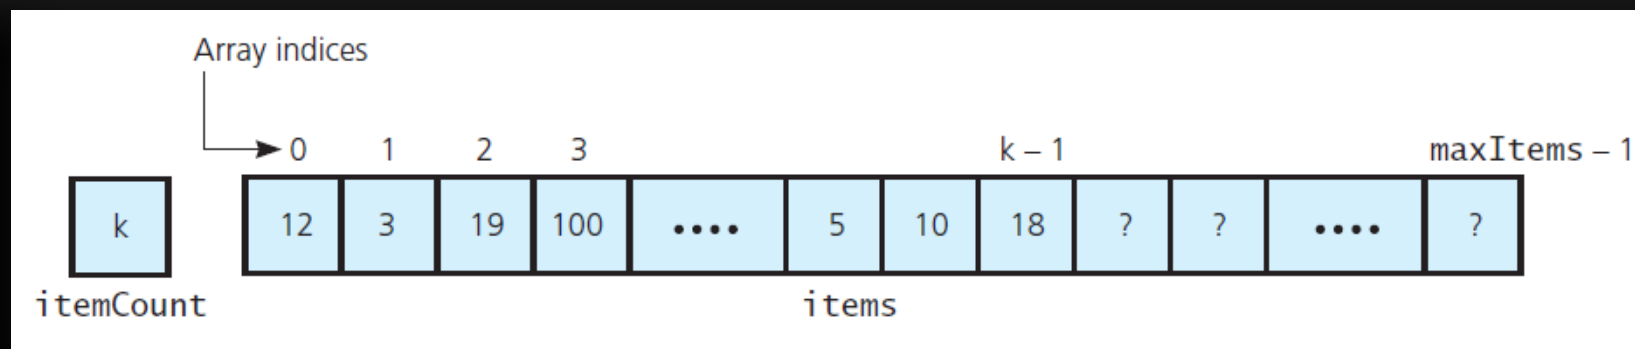 Array indices
0 1 2 3 k – 1 maxItems – 1
k 12 3 19 100 .... 5 10 18 ? ? .... ?
itemCount items